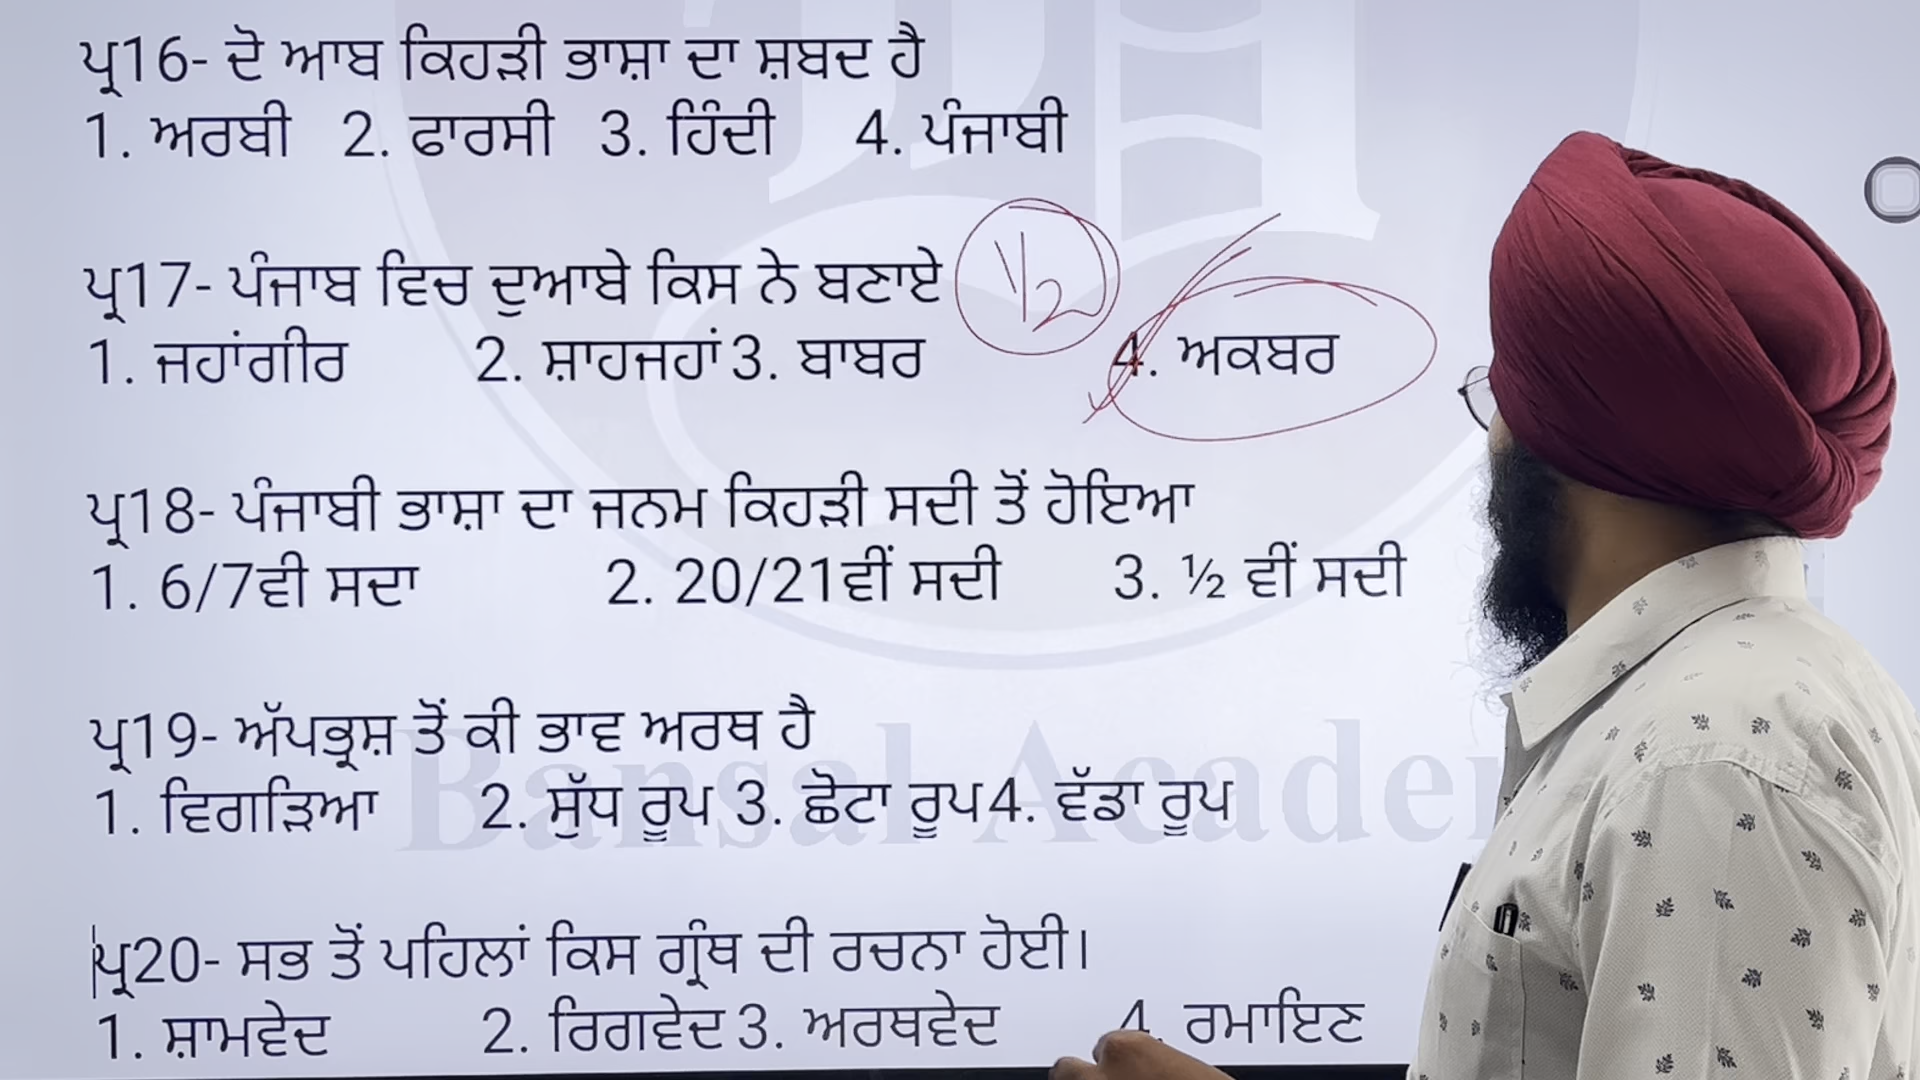 ਪ੍ਰ16- ਦੋ ਆਬ ਕਿਹੜੀ ਭਾਸ਼ਾ ਦਾ ਸ਼ਬਦ ਹੈ
1. ਅਰਬੀ 2. ਫਾਰਸੀ 3. ਹਿੰਦੀ 4. ਪੰਜਾਬੀ
ਪ੍ਰ17- ਪੰਜਾਬ ਵਿਚ ਦੁਆਬੇ ਕਿਸ ਨੇ ਬਣਾਏ 1/2
1. ਜਹਾਂਗੀਰ 2. ਸ਼ਾਹਜਹਾਂ 3. ਬਾਬਰ 4. ਅਕਬਰ
ਪ੍ਰ18- ਪੰਜਾਬੀ ਭਾਸ਼ਾ ਦਾ ਜਨਮ ਕਿਹੜੀ ਸਦੀ ਤੋਂ ਹੋਇਆ
1. 6/7ਵੀ ਸਦਾ 2. 20/21ਵੀਂ ਸਦੀ 3. ½ ਵੀਂ ਸਦੀ
ਪ੍ਰ19- ਅੱਪਭ੍ਰਸ਼ ਤੋਂ ਕੀ ਭਾਵ ਅਰਥ ਹੈ
1. ਵਿਗੜਿਆ 2. ਸ਼ੁੱਧ ਰੂਪ 3. ਛੋਟਾ ਰੂਪ 4. ਵੱਡਾ ਰੂਪ
Bansal
ਪ੍ਰ20- ਸਭ ਤੋਂ ਪਹਿਲਾਂ ਕਿਸ ਗ੍ਰੰਥ ਦੀ ਰਚਨਾ ਹੋਈ।
1. ਸ਼ਾਮਵੇਦ 2. ਰਿਗਵੇਦ 3. ਅਰਥਵੇਦ 4. ਰਮਾਇਣ